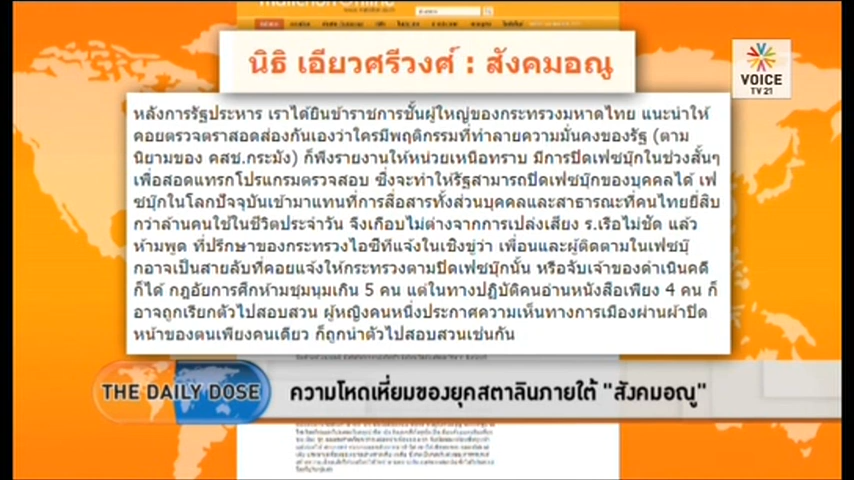 matichon online
นิธิ เอียวศรีวงศ์ : สังคมอณู
VOICE
TV 21
หลังการรัฐประหาร เราได้ยินข้าราชการชั้นผู้ใหญ่ของกระทรวงมหาดไทย แนะนำให้
คอยตรวจตราสอดส่องกันเองว่าใครมีพฤติกรรมที่ทำลายความมั่นคงของรัฐ (ตาม
นิยามของ คสช.กระมัง) ก็พึงรายงานให้หน่วยเหนือทราบ มีการปิดเฟซบุ๊กในช่วงสั้นๆ
เพื่อสอดแทรกโปรแกรมตรวจสอบ ซึ่งจะทำให้รัฐสามารถปิดเฟซบุ๊กของบุคคลได้ เฟ
ซบุ๊กในโลกปัจจุบันเข้ามาแทนที่การสื่อสารทั้งส่วนบุคคลและสาธารณะที่คนไทยยี่สิบ
กว่าล้านคนใช้ในชีวิตประจำวัน จึงเกือบไม่ต่างจากการเปล่งเสียง ร.เรือไม่ชัด แล้ว
ห้ามพูด ที่ปรึกษาของกระทรวงไอซีทีแจ้งในเชิงขู่ว่า เพื่อนและผู้ติดตามในเฟซบุ๊
กอาจเป็นสายลับที่คอยแจ้งให้กระทรวงตามปิดเฟซบุ๊กนั้น หรือจับเจ้าของดำเนินคดี
ก็ได้ กฎอัยการศึกห้ามชุมนุมเกิน 5 คน แต่ในทางปฏิบัติคนอ่านหนังสือเพียง 4 คน ก็
อาจถูกเรียกตัวไปสอบสวน ผู้หญิงคนหนึ่งประกาศความเห็นทางการเมืองผ่านผ้าปิด
หน้าของตนเพียงคนเดียว ก็ถูกนำตัวไปสอบสวนเช่นกัน
THE DAILY DOSE
ความโหดเหี่ยมของยุคสตาลินภายใต้ "สังคมอณู"